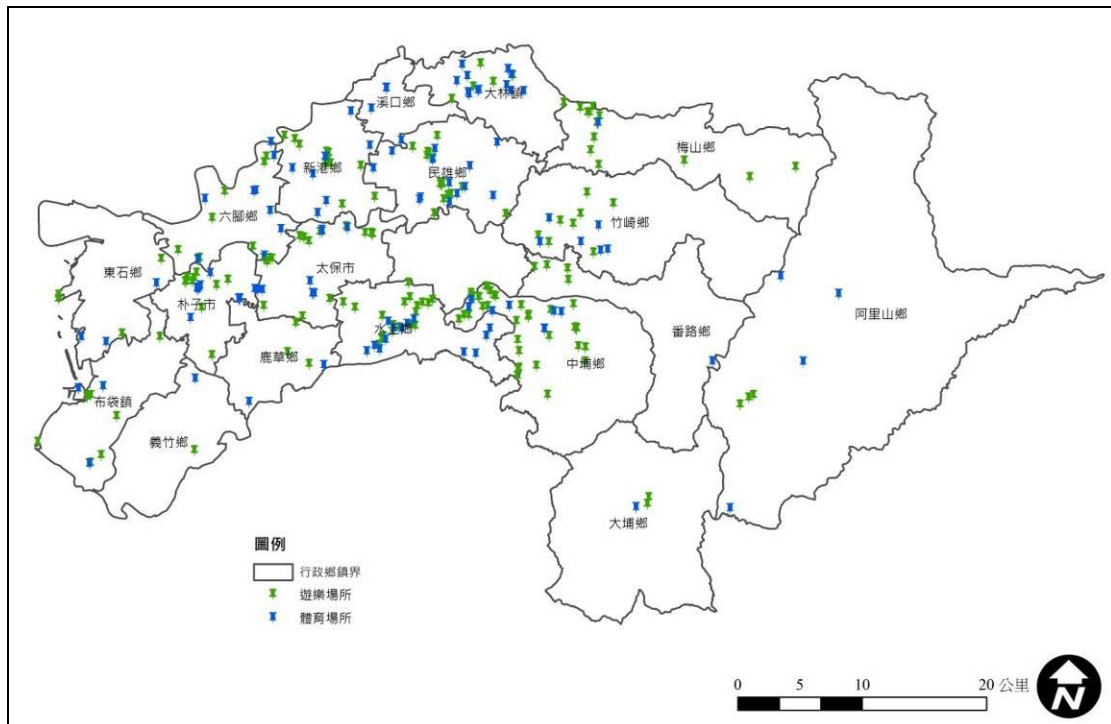 溪口鄉
大林鎮
梅山鄉
新港鄉
民雄鄉
竹崎鄉
六腳鄉
東石鄉
太保市
朴子市
阿里山鄉
水上鄉
番路鄉
鹿草鄉
中埔鄉
布袋鎮
義竹鄉
大埔鄉
圖例
行政鄉鎮界
遊樂場所
體育場所
0 5 10 20 公里
N